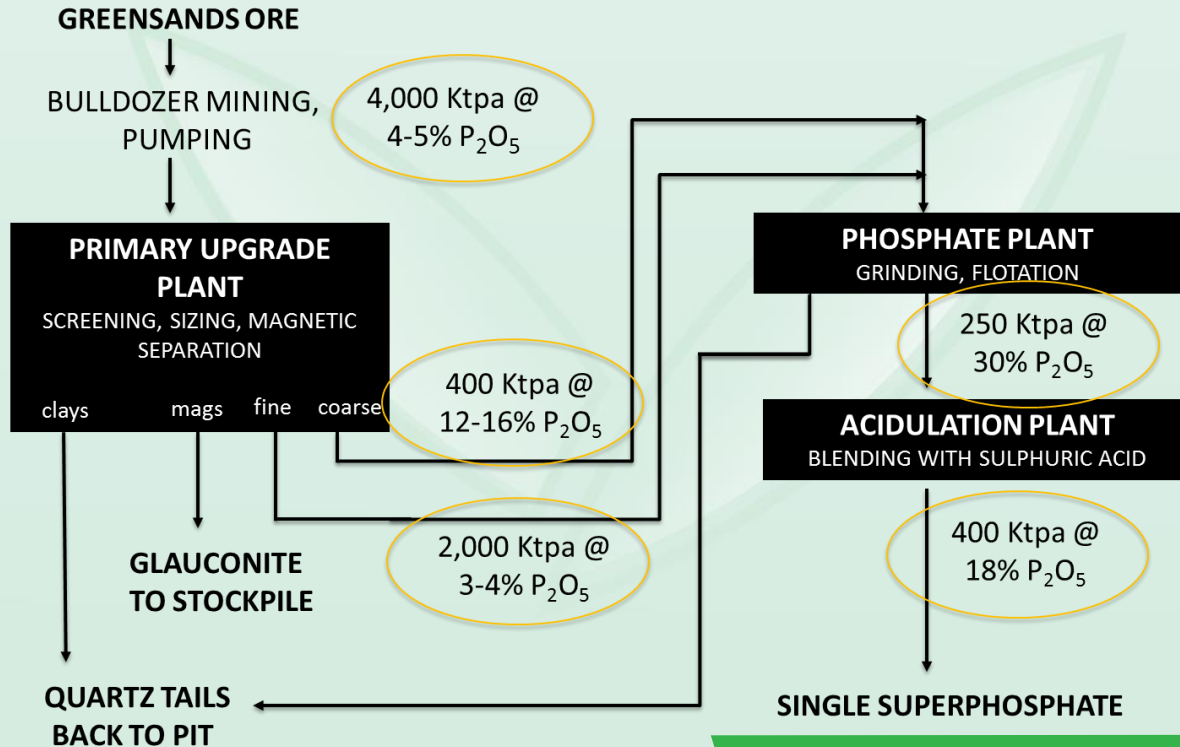 GREENSANDS ORE
BULLDOZER MINING,
PUMPING
4,000 Ktpa @
4-5% P₂O₅
PRIMARY UPGRADE
PLANT
SCREENING, SIZING, MAGNETIC
SEPARATION
clays
mags
fine
coarse
400 Ktpa @
12-16% P₂O₅
2,000 Ktpa @
3-4% P₂O₅
GLAUCONITE
TO STOCKPILE
QUARTZ TAILS
BACK TO PIT
PHOSPHATE PLANT
GRINDING, FLOTATION
250 Ktpa @
30% P₂O₅
ACIDULATION PLANT
BLENDING WITH SULPHURIC ACID
400 Ktpa @
18% P₂O₅
SINGLE SUPERPHOSPHATE